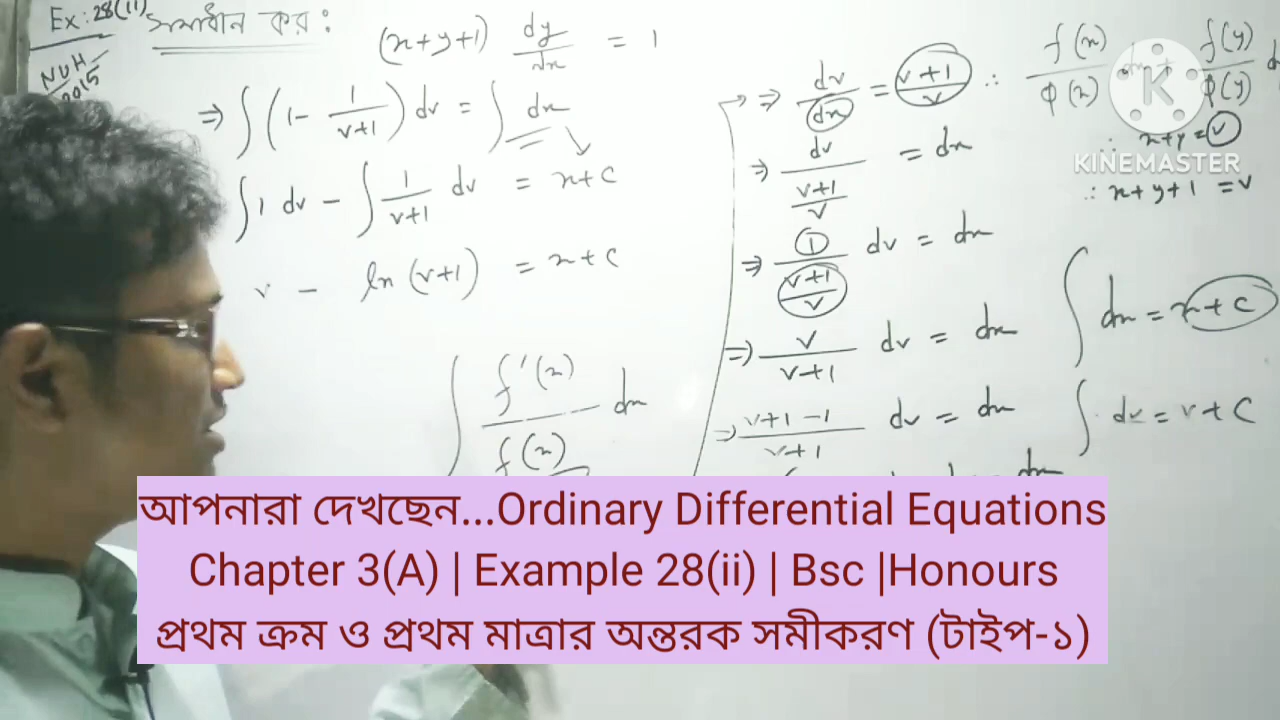 Ex: 28(ii) সমাধান কর : (x+y+1) dy/dx = 1
NUH
2015
⇒ ∫(1- 1/(v+1)) dv = ∫ dx
∫1 dv - ∫ 1/(v+1) dv = x+c
v - ln (v+1) = x+c
∫ f'(x)/f(x) dx
⇒ dv/dx = (v+1)/v
⇒ dv/((v+1)/v) = dx
⇒ 1/((v+1)/v) dv = dx
⇒ v/(v+1) dv = dx
⇒ (v+1-1)/(v+1) dv = dx
f(x)/φ(x) dx + f(y)/φ(y)
∴ x+y = v
KINEMASTER
∴ x+y+1 = v
∫ dx = x+c
∫ dv = v+c
আপনারা দেখছেন...Ordinary Differential Equations
Chapter 3(A) | Example 28(ii) | Bsc |Honours
প্রথম ক্রম ও প্রথম মাত্রার অন্তরক সমীকরণ (টাইপ-১)